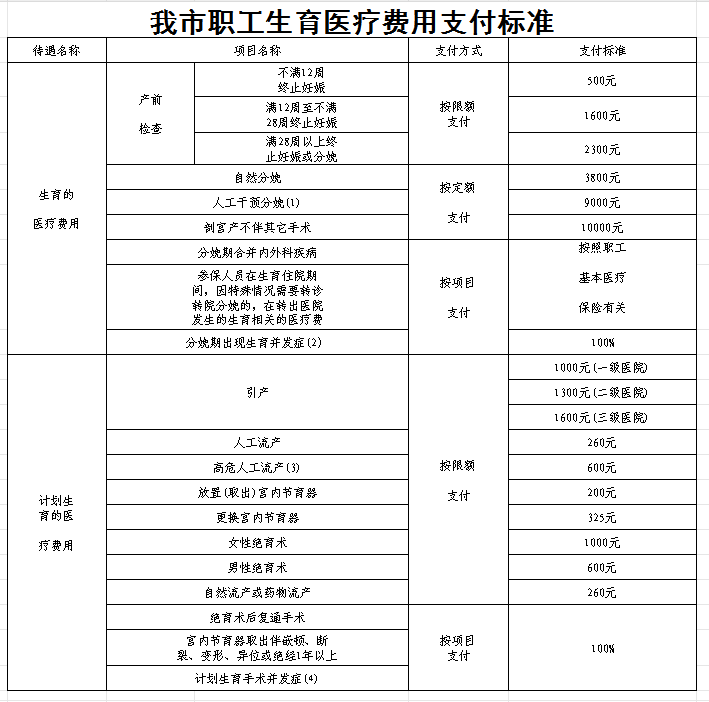 我市职工生育医疗费用支付标准
待遇名称 项目名称 支付方式 支付标准
生育的
医疗费用
产前
检查
不满12周
终止妊娠
满12周至不满
28周终止妊娠
满28周以上终
止妊娠或分娩
按限额
支付
500元
1600元
2300元
自然分娩
人工干预分娩(1)
剖宫产不伴其它手术
按定额
支付
3800元
9000元
10000元
分娩期合并内外科疾病
参保人员在生育住院期
间，因特殊情况需要转诊
转院分娩的，在转出医院
发生的生育相关的医疗费
分娩期出现生育并发症(2)
按项目
支付
按照职工
基本医疗
保险有关
100%
计划生
育的医
疗费用
引产
按限额
支付
1000元(一级医院)
1300元(二级医院)
1600元(三级医院)
人工流产 260元
高危人工流产(3) 600元
放置(取出)宫内节育器 200元
更换宫内节育器 325元
女性绝育术 1000元
男性绝育术 600元
自然流产或药物流产 260元
绝育术后复通手术
宫内节育器取出伴嵌顿、断
裂、变形、异位或绝经1年以上
计划生育手术并发症(4)
按项目
支付
100%